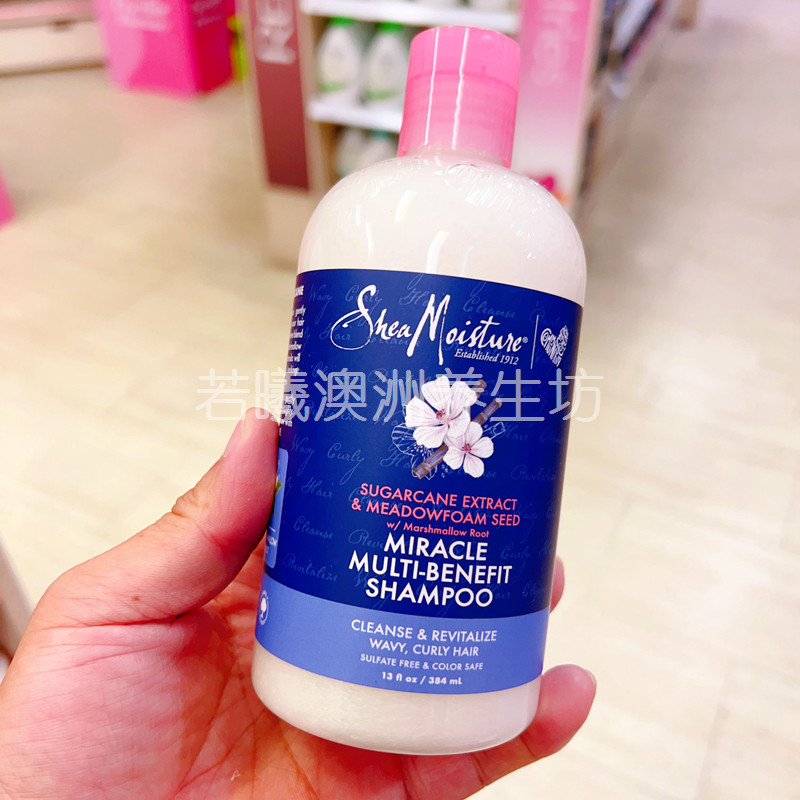 SheaMoisture®
Established 1912
若曦澳洲养生坊
SUGARCANE EXTRACT
& MEADOWFOAM SEED
w/ Marshmallow Root
MIRACLE
MULTI-BENEFIT
SHAMPOO
CLEANSE & REVITALIZE
WAVY, CURLY HAIR
SULFATE FREE & COLOR SAFE
13 fl oz / 384 mL